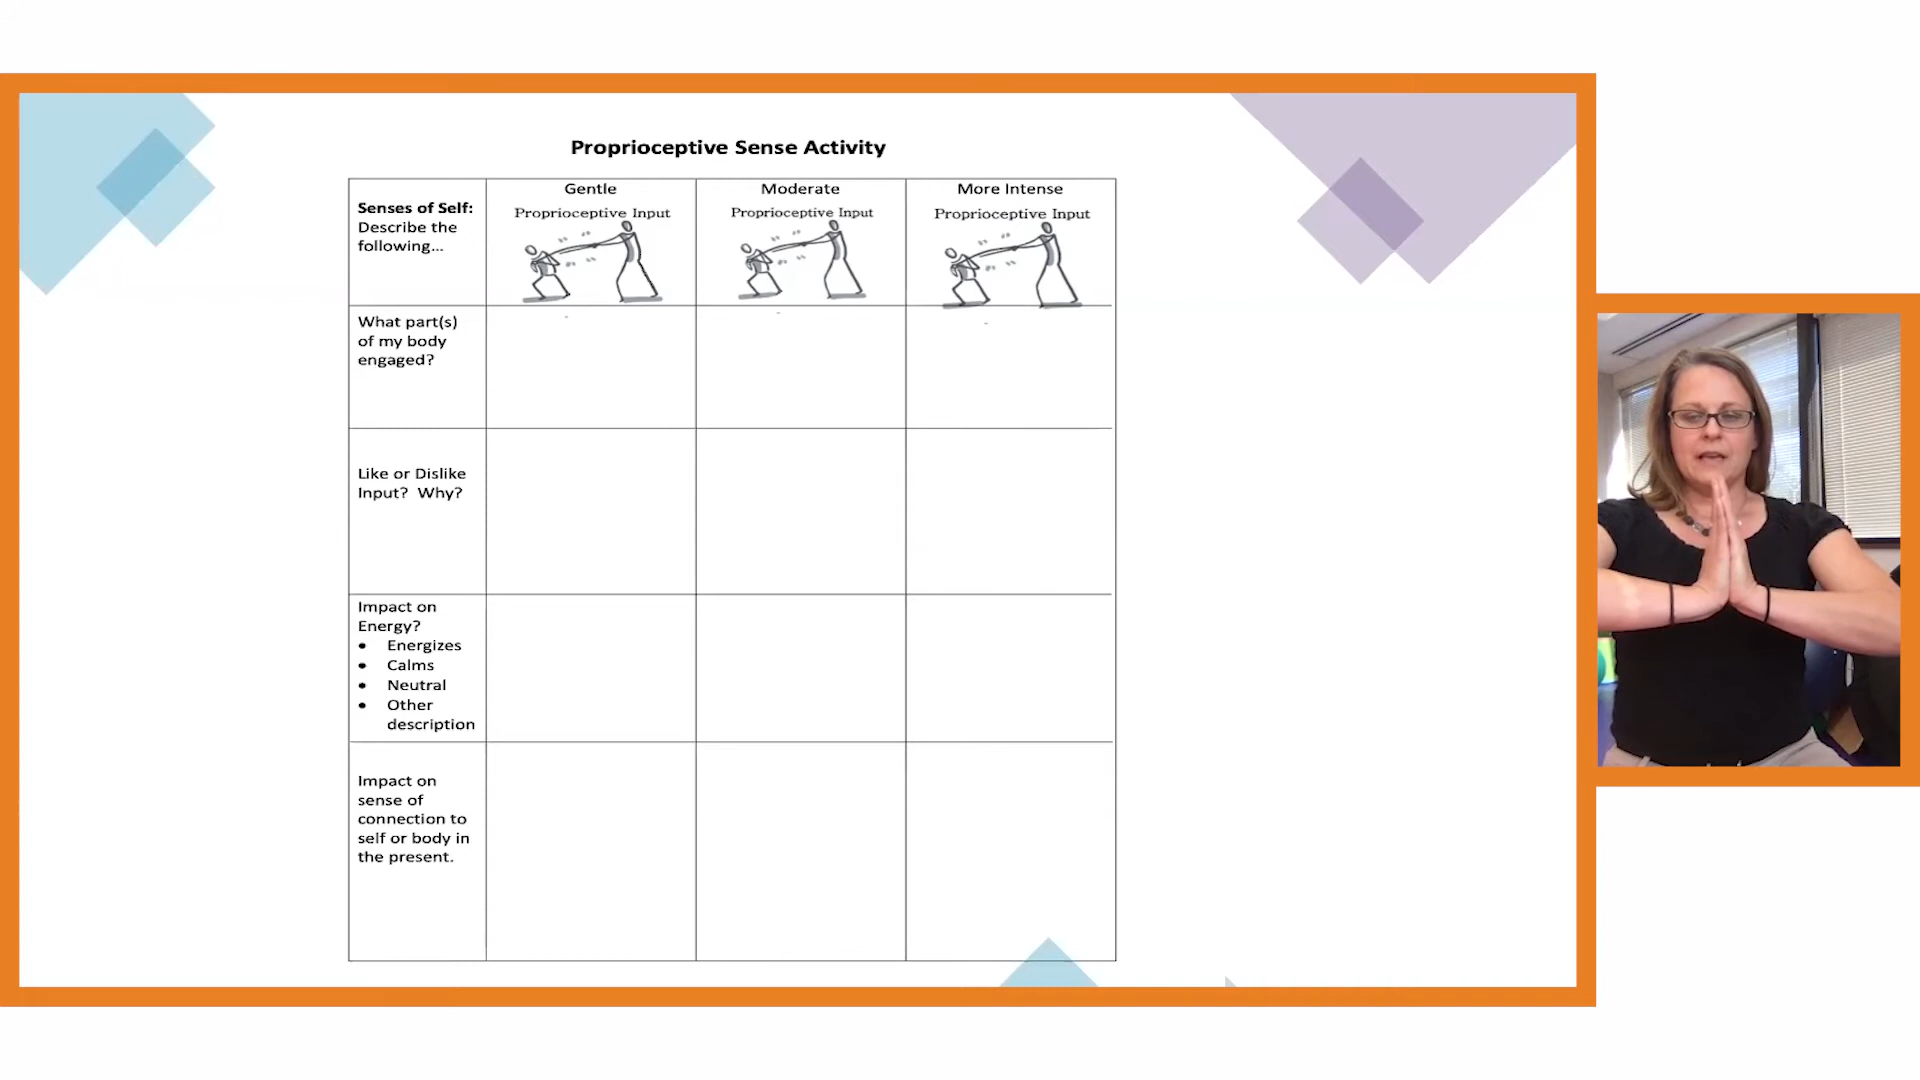 Proprioceptive Sense Activity
Senses of Self:
Describe the
following...
Gentle
Proprioceptive Input
Moderate
Proprioceptive Input
More Intense
Proprioceptive Input
What part(s)
of my body
engaged?
Like or Dislike
Input?  Why?
Impact on
Energy?
• Energizes
• Calms
• Neutral
• Other
description
Impact on
sense of
connection to
self or body in
the present.